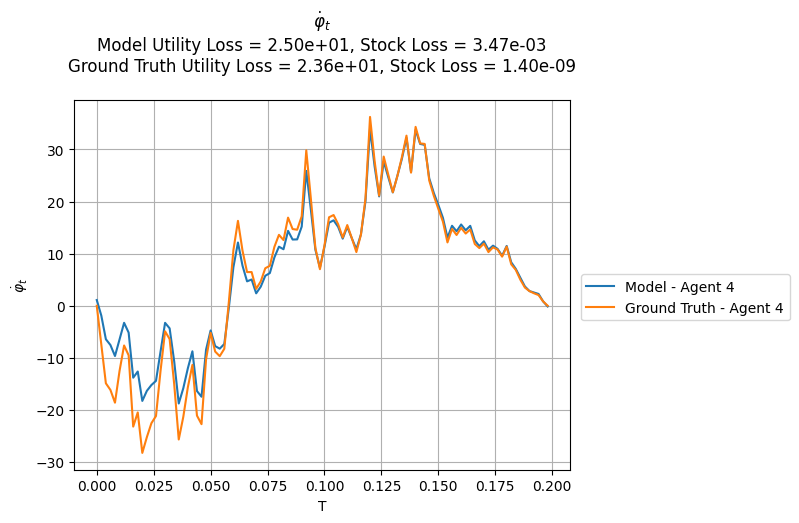 φ̇ₜ
Model Utility Loss = 2.50e+01, Stock Loss = 3.47e-03
Ground Truth Utility Loss = 2.36e+01, Stock Loss = 1.40e-09
30
20
10
0
−10
−20
−30
φ̇ₜ
0.000 0.025 0.050 0.075 0.100 0.125 0.150 0.175 0.200
T
Model - Agent 4
Ground Truth - Agent 4